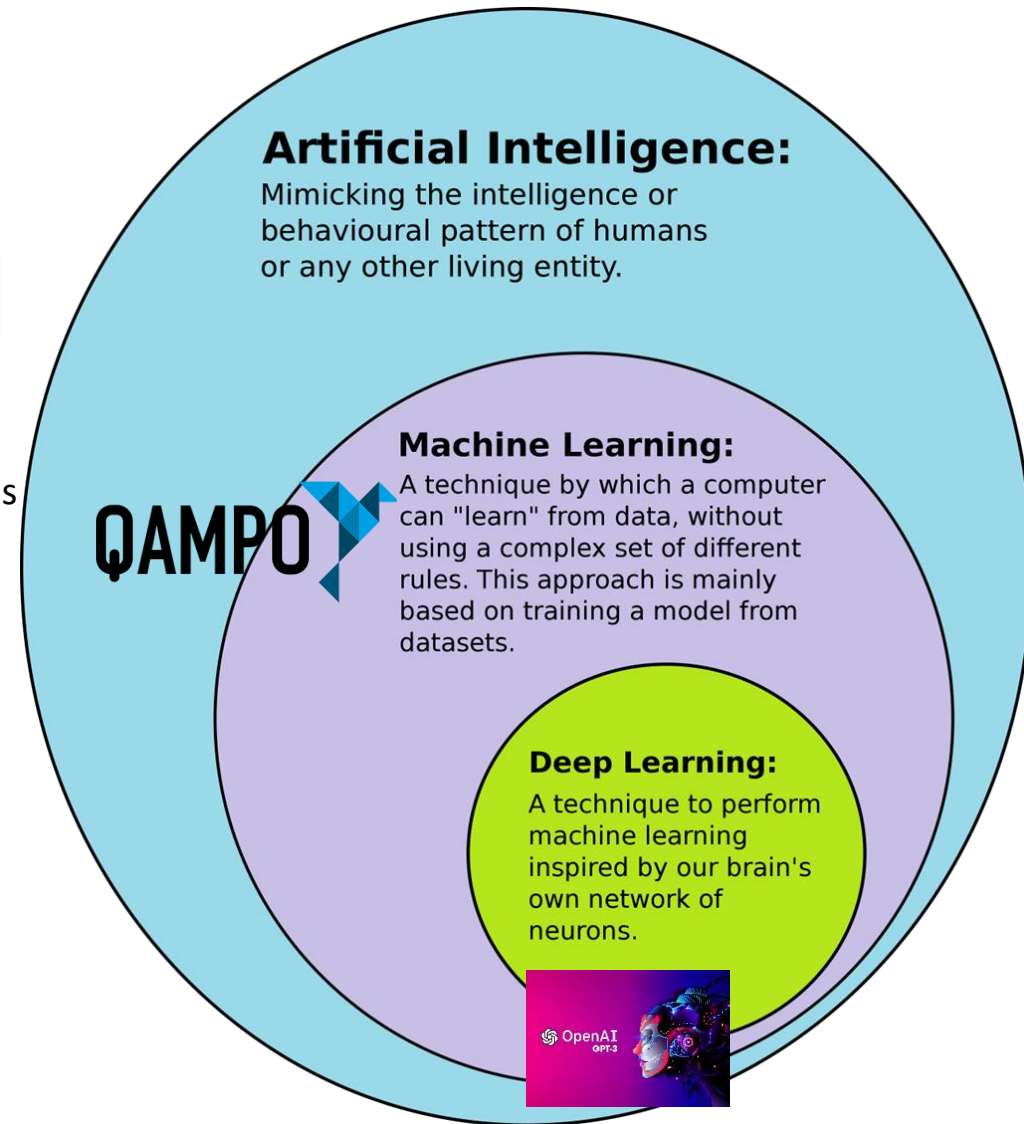 Artificial Intelligence:
Mimicking the intelligence or
behavioural pattern of humans
or any other living entity.
Machine Learning:
A technique by which a computer
can "learn" from data, without
using a complex set of different
rules. This approach is mainly
based on training a model from
datasets.
s
QAMPO
Deep Learning:
A technique to perform
machine learning
inspired by our brain's
own network of
neurons.
OpenAI
GPT-3